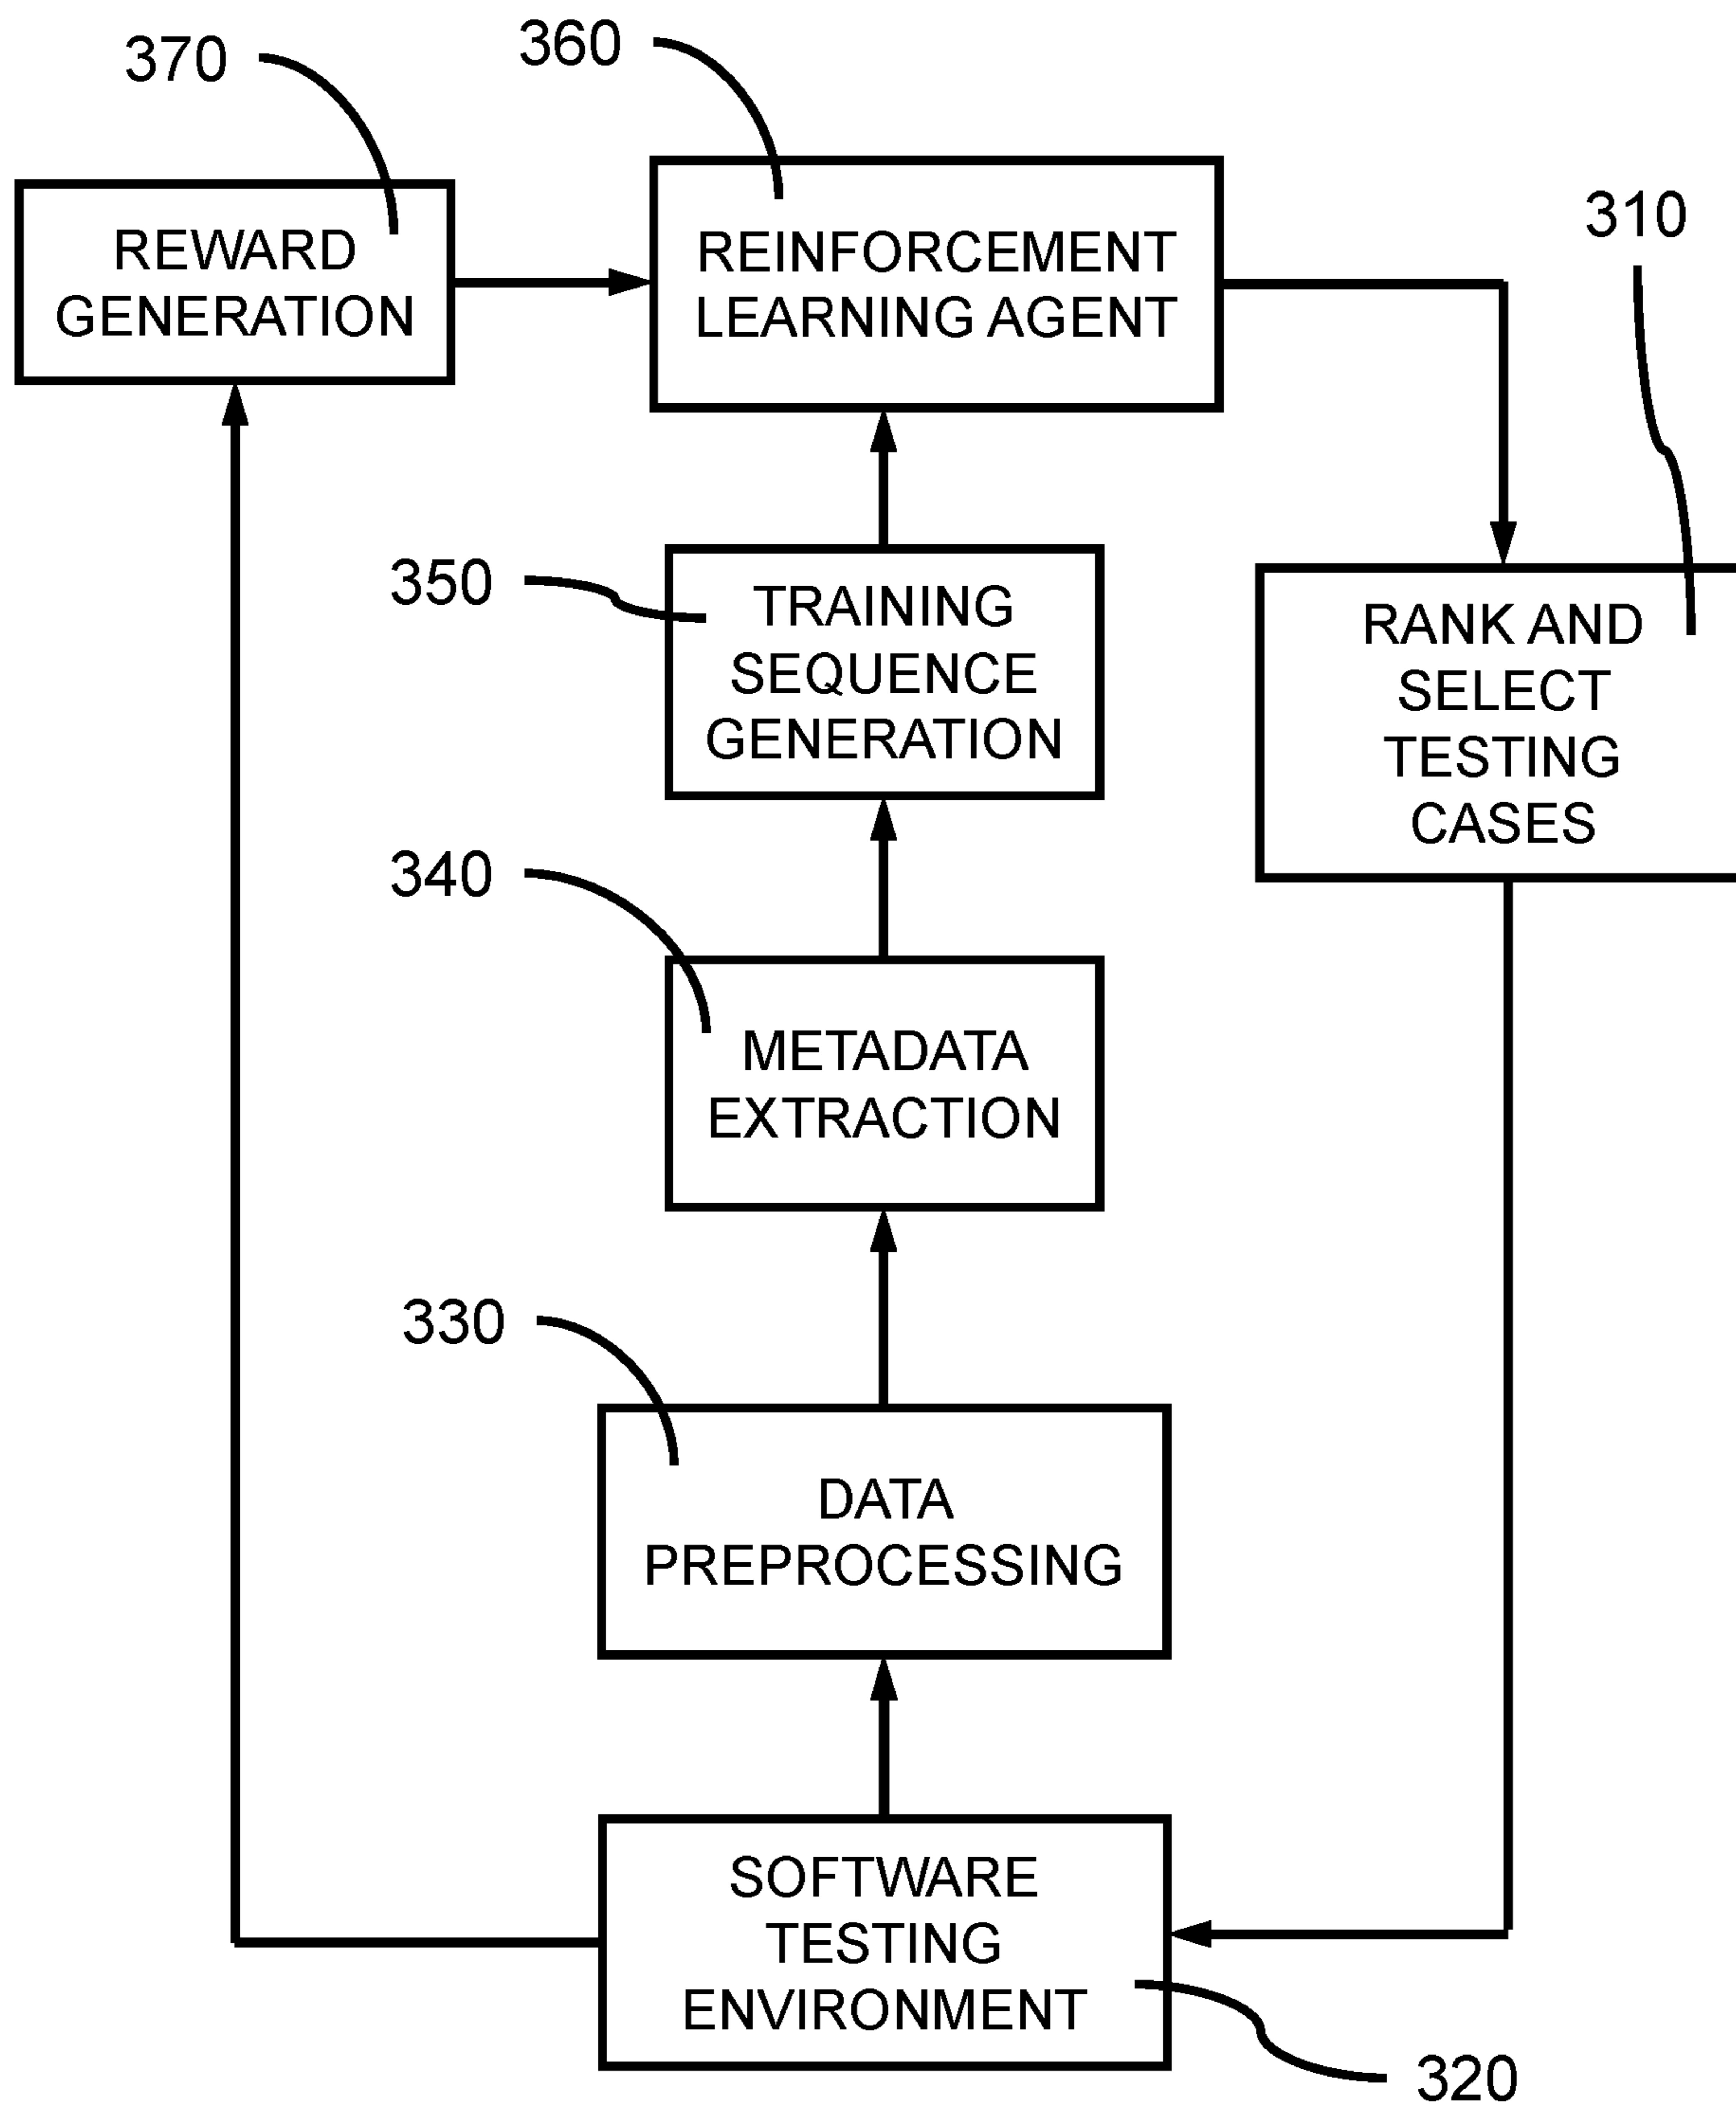 370
360
REWARD
GENERATION
REINFORCEMENT
LEARNING AGENT
310
350
TRAINING
SEQUENCE
GENERATION
RANK AND
SELECT
TESTING
CASES
340
METADATA
EXTRACTION
330
DATA
PREPROCESSING
SOFTWARE
TESTING
ENVIRONMENT
320